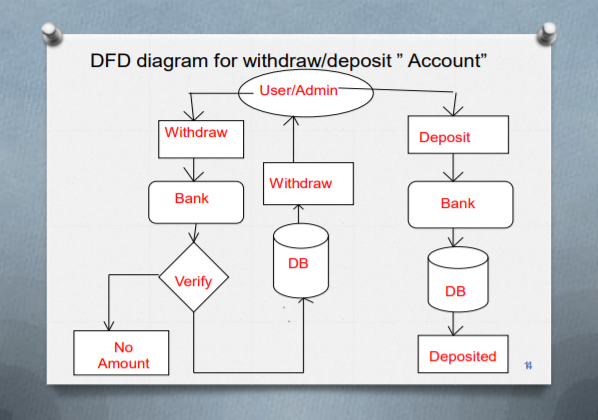 DFD diagram for withdraw/deposit ” Account”
User/Admin
Withdraw
Deposit
Withdraw
Bank
Bank
DB
Verify
DB
No
Amount
Deposited
14